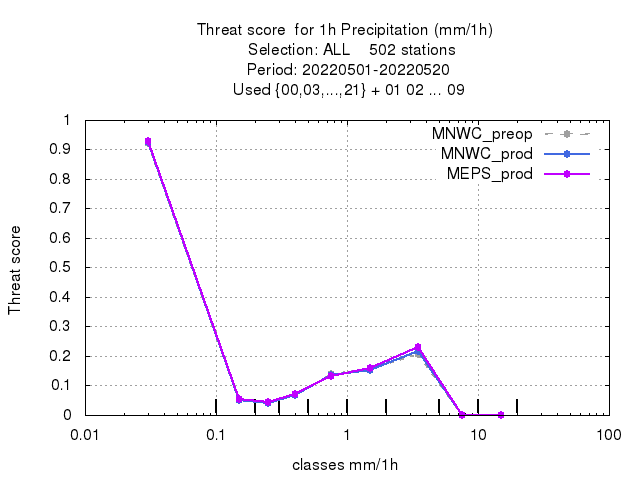 Threat score  for 1h Precipitation (mm/1h)
Selection: ALL    502 stations
Period: 20220501-20220520
Used {00,03,...,21} + 01 02 ... 09
MNWC_preop
MNWC_prod
MEPS_prod
Threat score
1
0.9
0.8
0.7
0.6
0.5
0.4
0.3
0.2
0.1
0
0.01 0.1 1 10 100
classes mm/1h